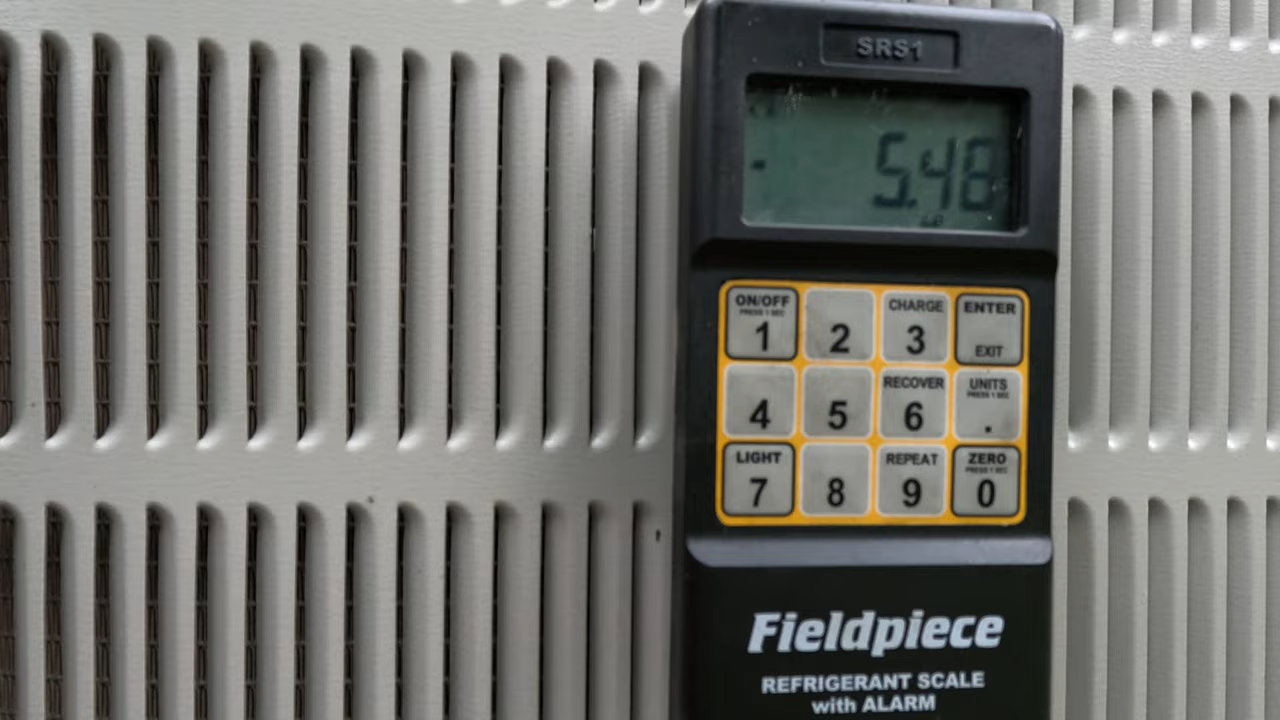 SRS1
- 5.48
ON/OFF
PRESS 1 SEC
1
2
CHARGE
3
ENTER
EXIT
4
5
RECOVER
6
UNITS
PRESS 1 SEC
.
LIGHT
7
8
REPEAT
9
ZERO
PRESS 1 SEC
0
Fieldpiece
REFRIGERANT SCALE
with ALARM